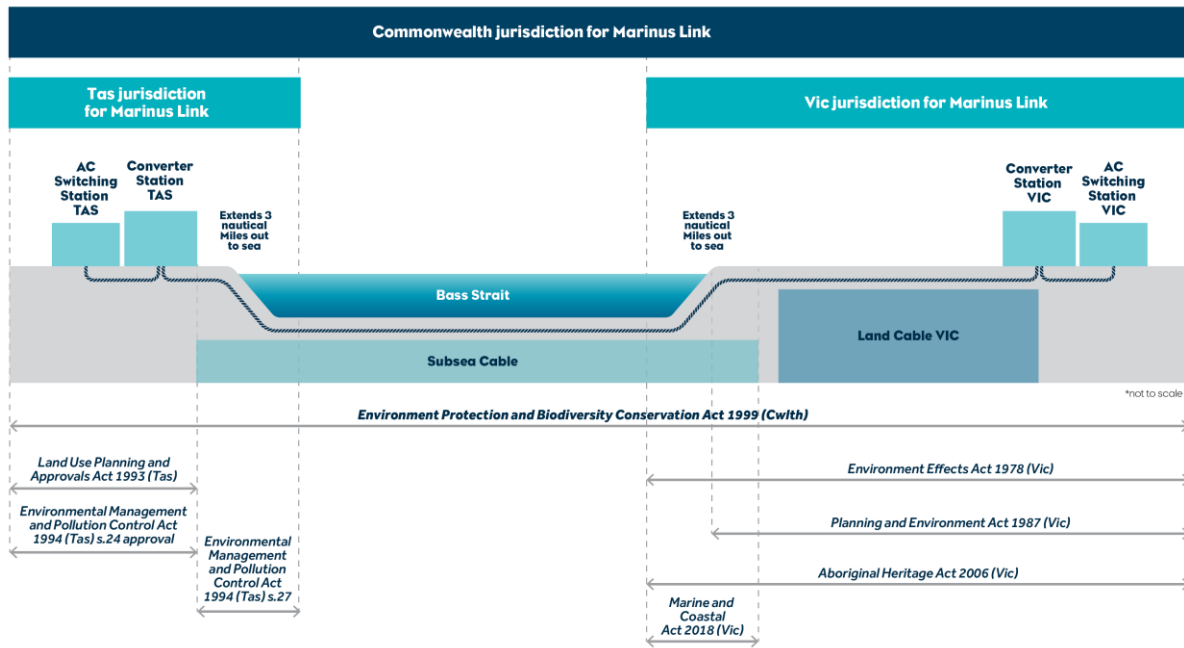 Commonwealth jurisdiction for Marinus Link
Tas jurisdiction
for Marinus Link
Vic jurisdiction for Marinus Link
AC
Switching
Station
TAS
Converter
Station
TAS
Extends 3
nautical
Miles out
to sea
Extends 3
nautical
Miles out
to sea
Converter
Station
VIC
AC
Switching
Station
VIC
Bass Strait
Subsea Cable
Land Cable VIC
*not to scale
Environment Protection and Biodiversity Conservation Act 1999 (Cwlth)
Land Use Planning and
Approvals Act 1993 (Tas)
Environmental Management
and Pollution Control Act
1994 (Tas) s.24 approval
Environmental
Management
and Pollution
Control Act
1994 (Tas) s.27
Environment Effects Act 1978 (Vic)
Planning and Environment Act 1987 (Vic)
Aboriginal Heritage Act 2006 (Vic)
Marine and
Coastal
Act 2018 (Vic)